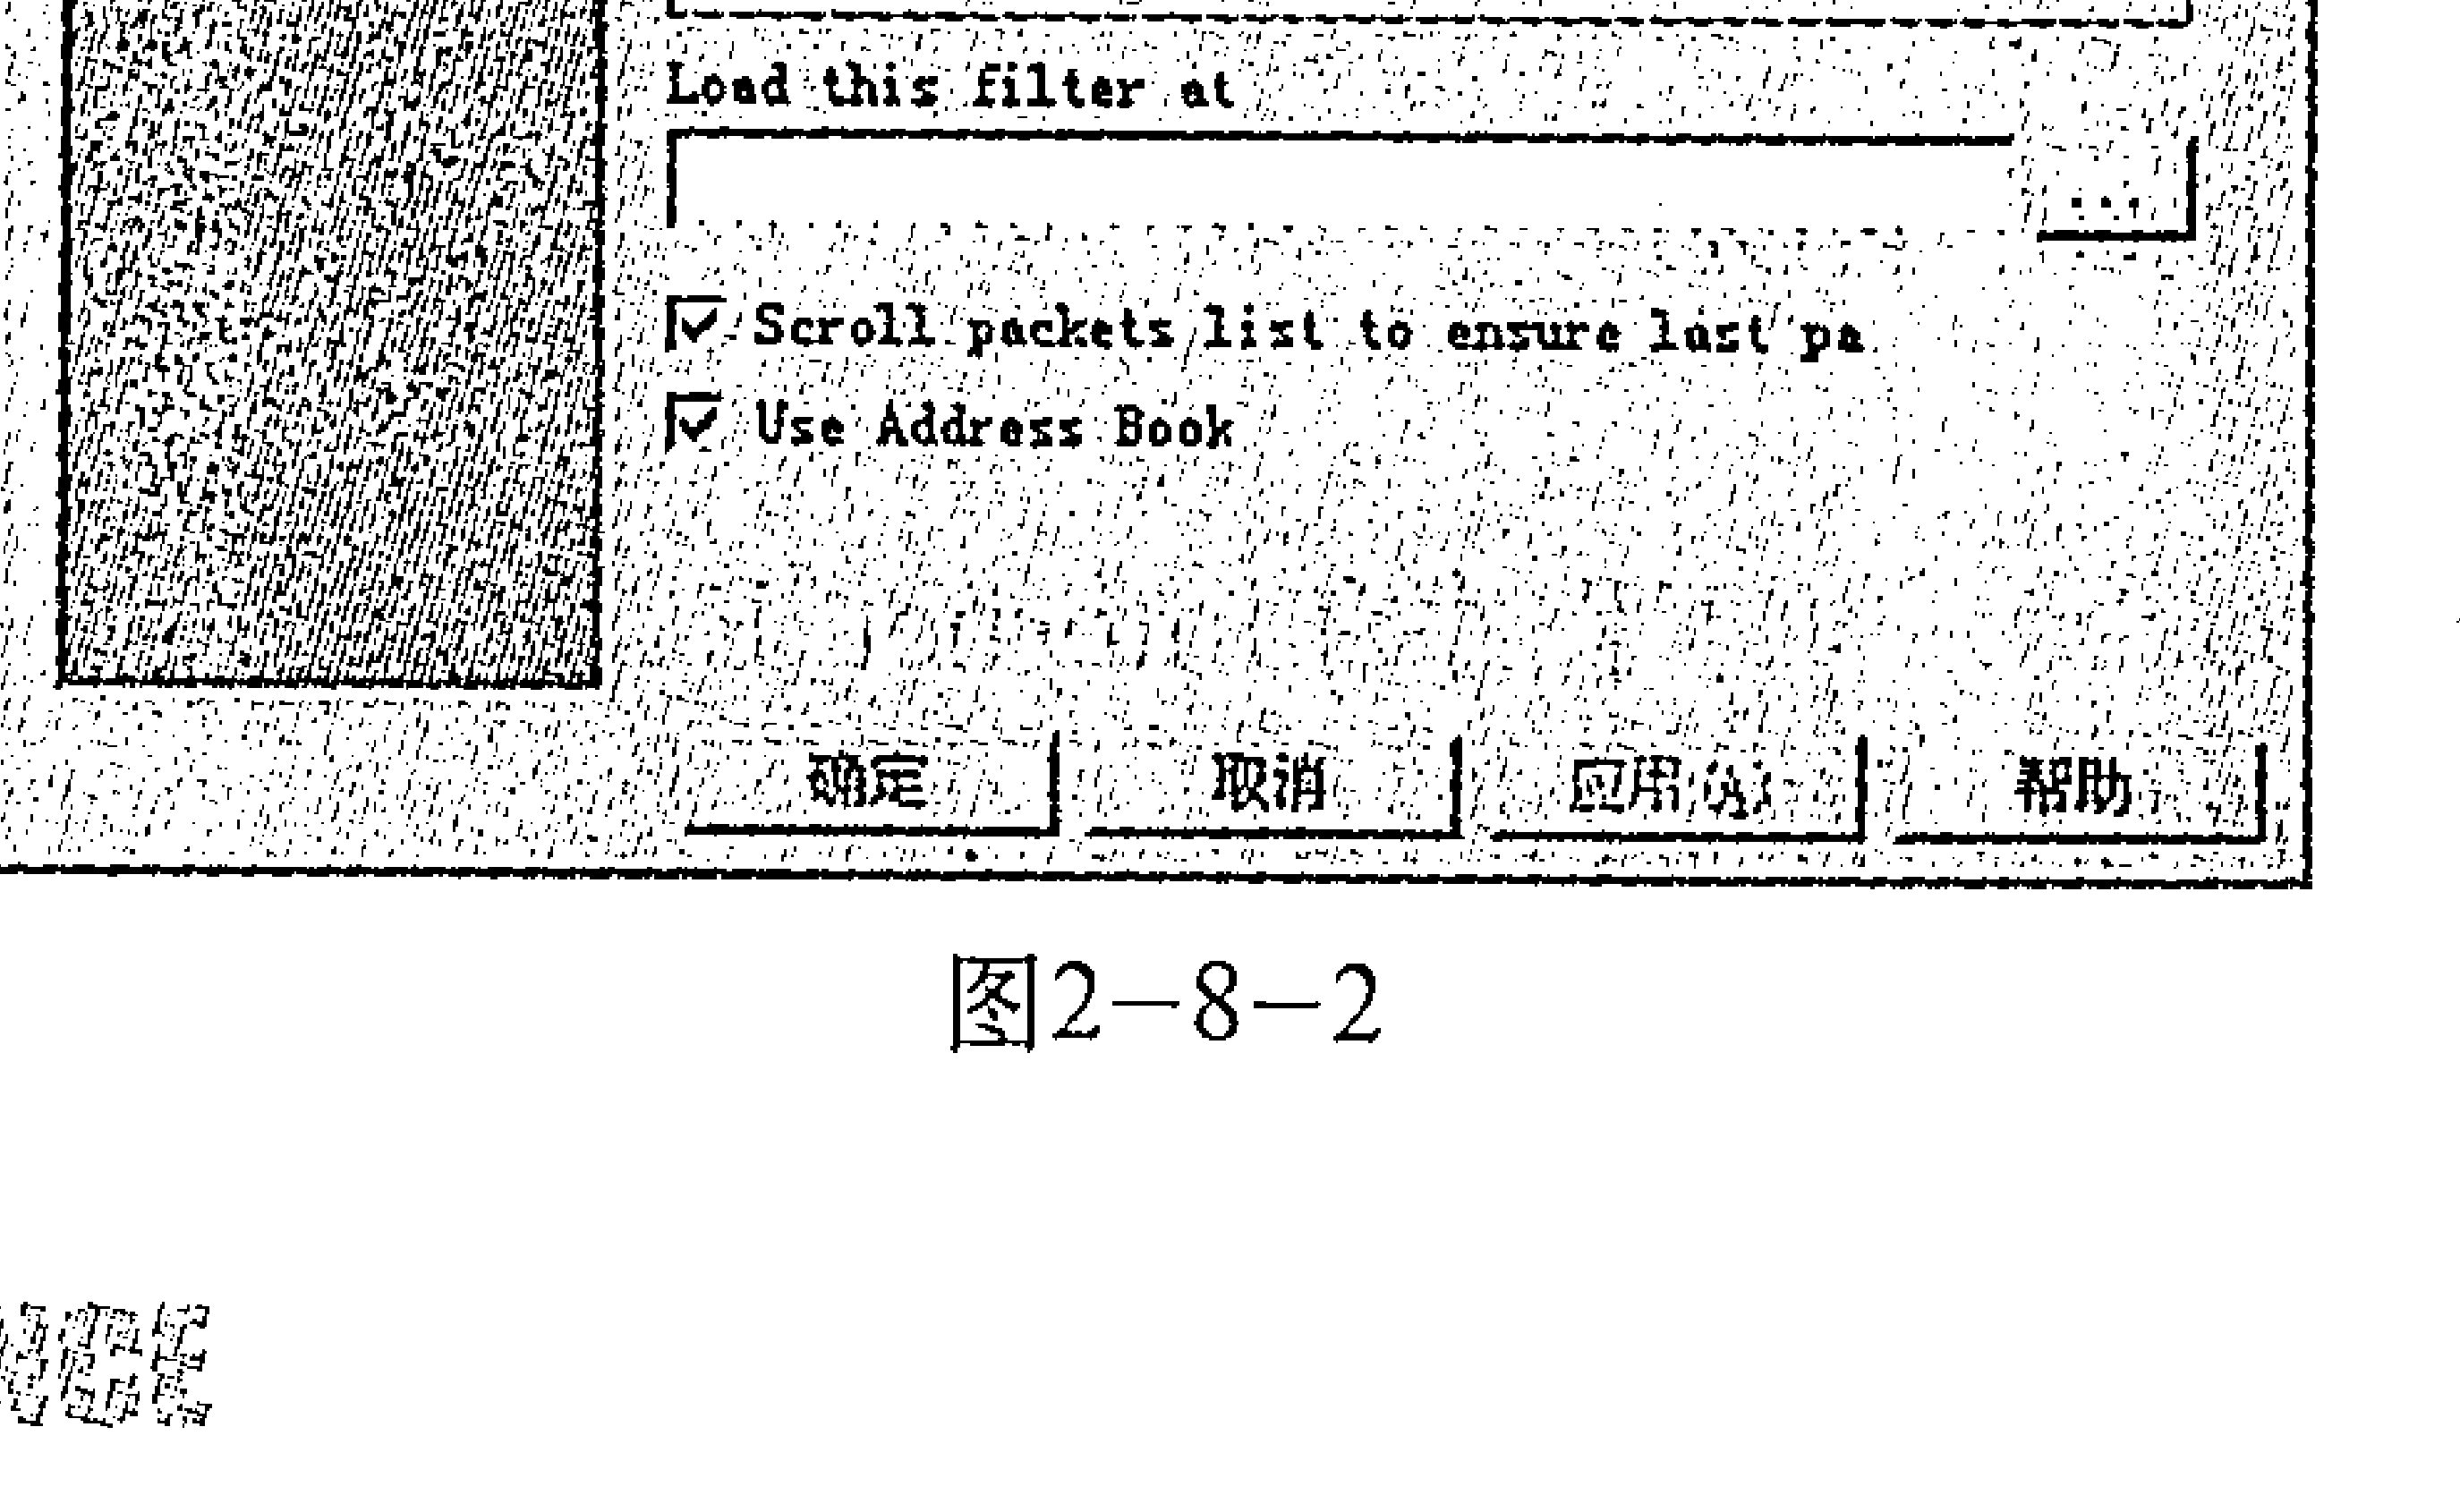 Load this filter at
...
Scroll packets list to ensure last pa
Use Address Book
确定 取消 应用(A) 帮助
图2-8-2